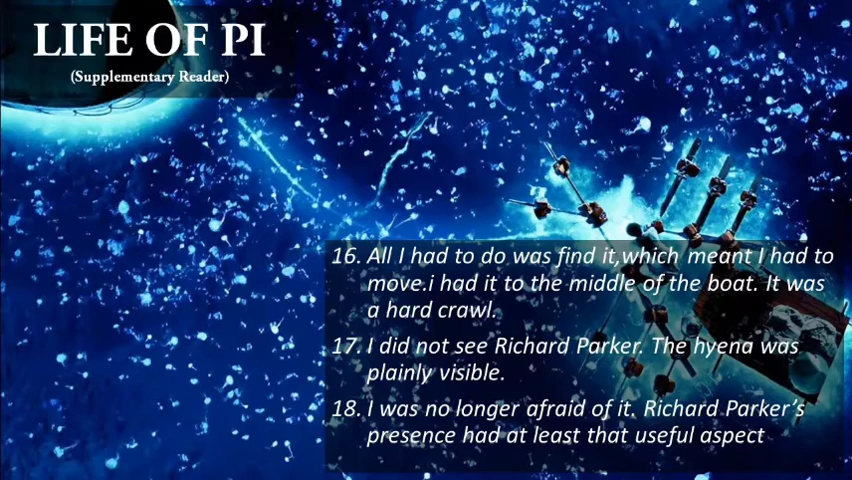 LIFE OF PI
(Supplementary Reader)
16. All I had to do was find it,which meant I had to
move.i had it to the middle of the boat. It was
a hard crawl.
17. I did not see Richard Parker. The hyena was
plainly visible.
18. I was no longer afraid of it. Richard Parker's
presence had at least that useful aspect